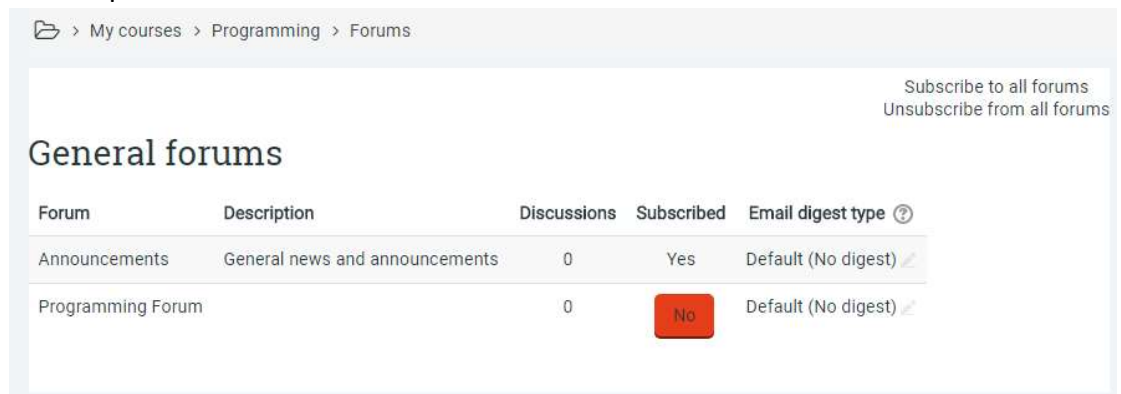 > My courses > Programming > Forums
Subscribe to all forums
Unsubscribe from all forums
General forums
Forum Description Discussions Subscribed Email digest type ?
Announcements General news and announcements 0 Yes Default (No digest)
Programming Forum 0 No Default (No digest)